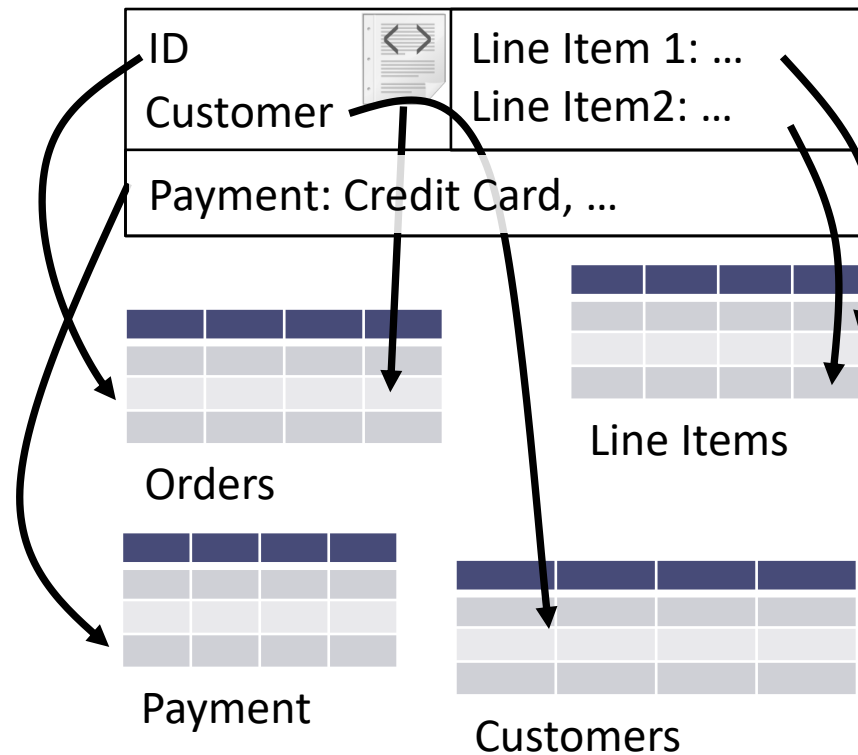 ID
Customer
<>
Line Item 1: ...
Line Item2: ...
Payment: Credit Card, ...
Orders
Line Items
Payment
Customers